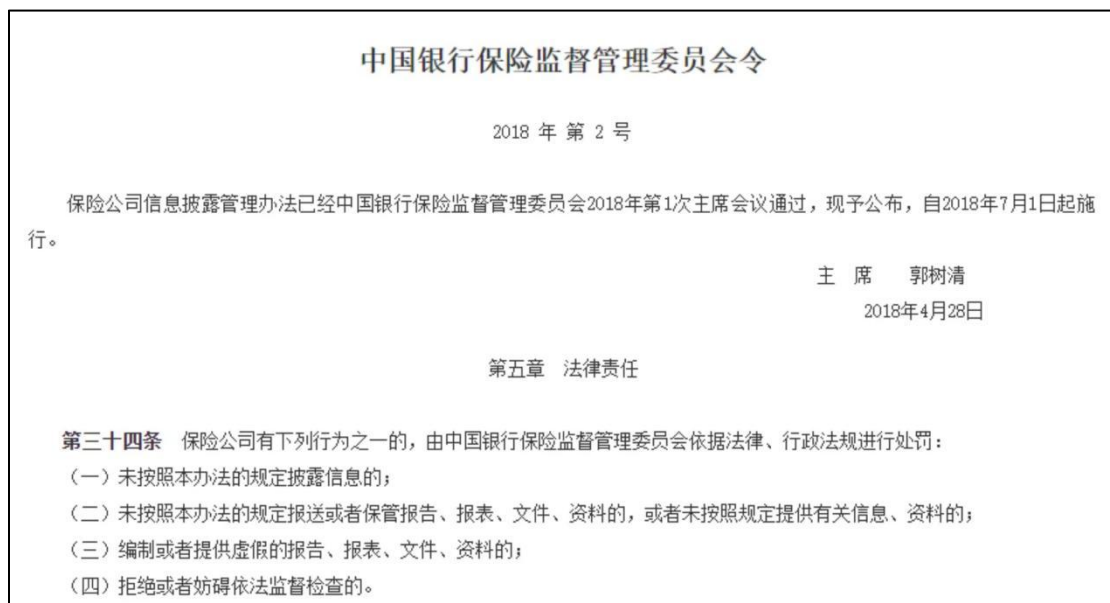 中国银行保险监督管理委员会令
2018 年 第 2 号
保险公司信息披露管理办法已经中国银行保险监督管理委员会2018年第1次主席会议通过，现予公布，自2018年7月1日起施
行。
主 席 郭树清
2018年4月28日
第五章 法律责任
第三十四条 保险公司有下列行为之一的，由中国银行保险监督管理委员会依据法律、行政法规进行处罚：
（一）未按照本办法的规定披露信息的；
（二）未按照本办法的规定报送或者保管报告、报表、文件、资料的，或者未按照规定提供有关信息、资料的；
（三）编制或者提供虚假的报告、报表、文件、资料的；
（四）拒绝或者妨碍依法监督检查的。